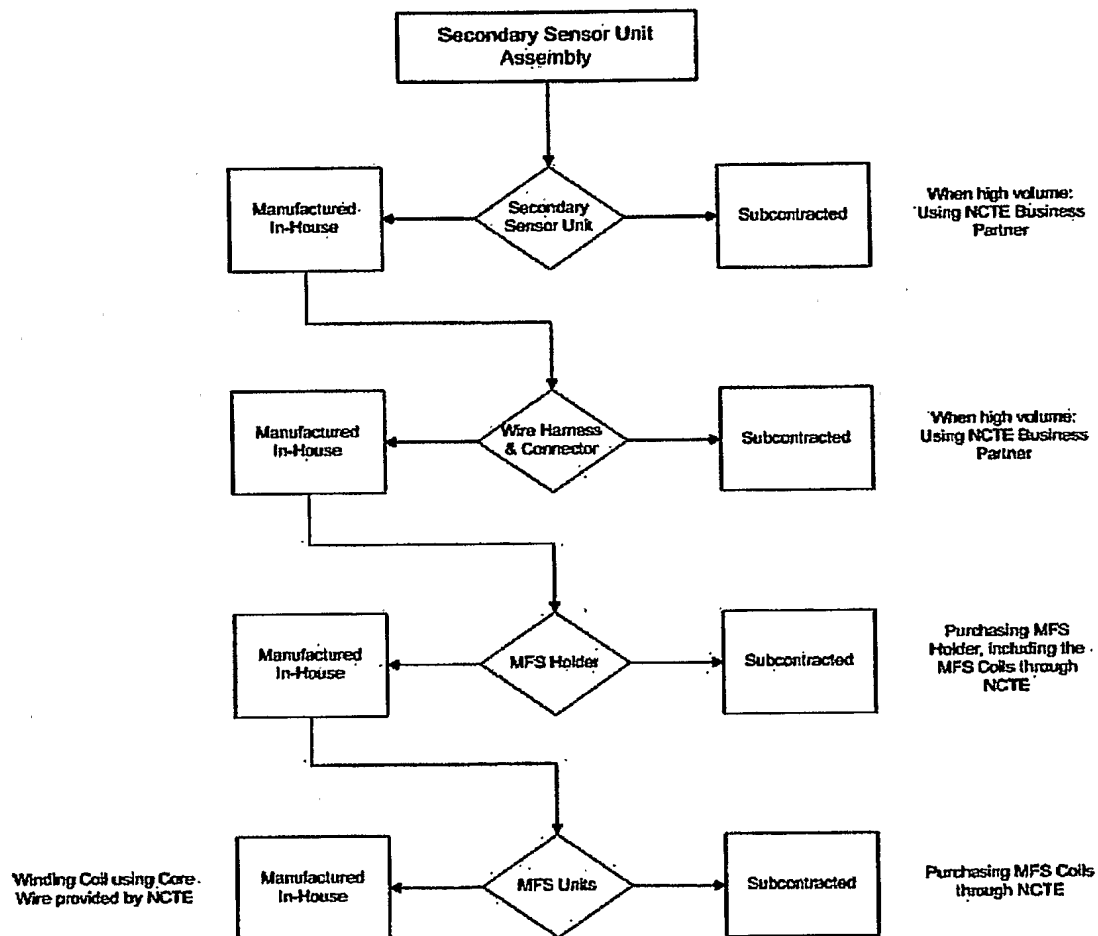 Secondary Sensor Unit
Assembly
Manufactured
In-House
Secondary
Sensor Unit
Subcontracted
When high volume:
Using NCTE Business
Partner
Manufactured
In-House
Wire Harness
& Connector
Subcontracted
When high volume:
Using NCTE Business
Partner
Manufactured
In-House
MFS Holder
Subcontracted
Purchasing MFS
Holder, including the
MFS Coils through
NCTE
Winding Coil using Core
Wire provided by NCTE
Manufactured
In-House
MFS Units
Subcontracted
Purchasing MFS Coils
through NCTE